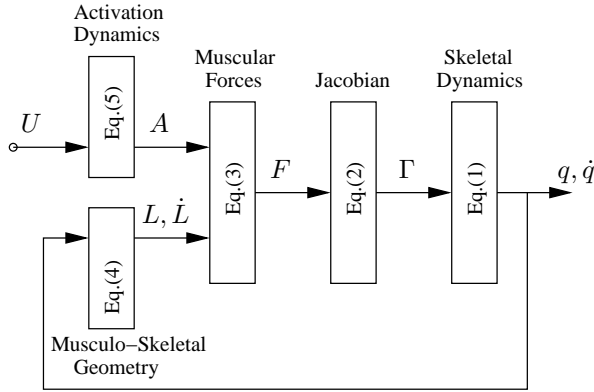 Activation
Dynamics
Muscular
Forces
Jacobian
Skeletal
Dynamics
U
Eq.(5)
A
Eq.(3)
F
Eq.(2)
Γ
Eq.(1)
q, q̇
L, L̇
Eq.(4)
Musculo–Skeletal
Geometry